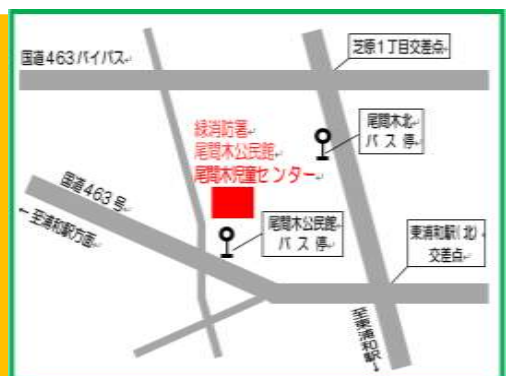 芝原1丁目交差点
国道463バイパス
緑消防署
尾間木公民館
尾間木児童センター
尾間木北
バス停
国道463号
←至浦和駅方面
尾間木公民館
バス停
東浦和駅(北)
交差点
至東浦和駅→